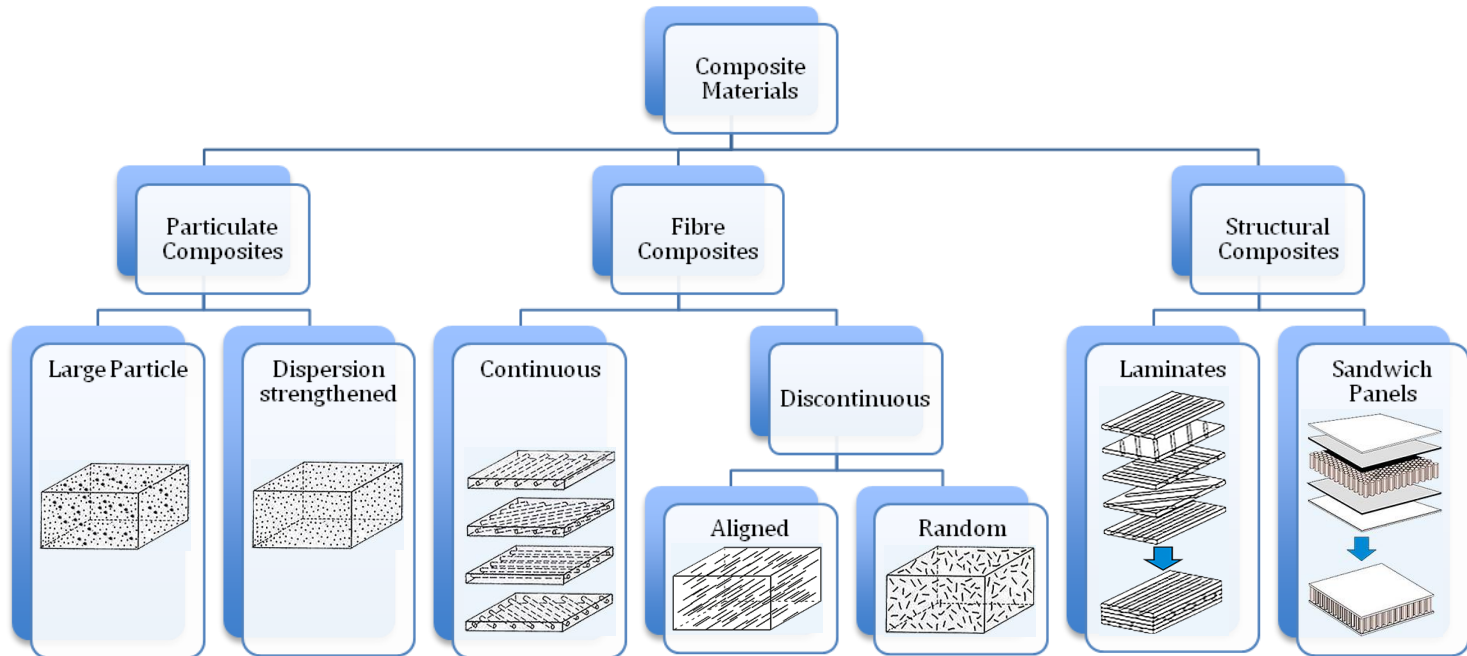 Composite
Materials
Particulate
Composites
Fibre
Composites
Structural
Composites
Large Particle
Dispersion
strengthened
Continuous
Discontinuous
Aligned
Random
Laminates
Sandwich
Panels